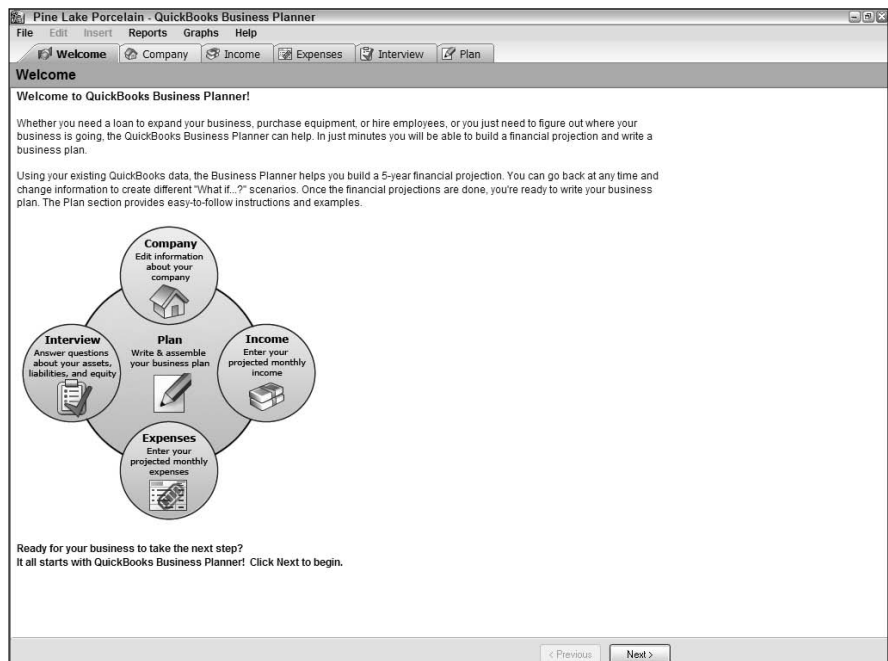 Pine Lake Porcelain - QuickBooks Business Planner
File Edit Insert Reports Graphs Help
Welcome Company Income Expenses Interview Plan
Welcome
Welcome to QuickBooks Business Planner!
Whether you need a loan to expand your business, purchase equipment, or hire employees, or you just need to figure out where your
business is going, the QuickBooks Business Planner can help. In just minutes you will be able to build a financial projection and write a
business plan.
Using your existing QuickBooks data, the Business Planner helps you build a 5-year financial projection. You can go back at any time and
change information to create different "What if...?" scenarios. Once the financial projections are done, you're ready to write your business
plan. The Plan section provides easy-to-follow instructions and examples.
Company
Edit information
about your
company
Interview
Answer questions
about your assets,
liabilities, and equity
Plan
Write & assemble
your business plan
Income
Enter your
projected monthly
income
Expenses
Enter your
projected monthly
expenses
Ready for your business to take the next step?
It all starts with QuickBooks Business Planner! Click Next to begin.
< Previous Next >